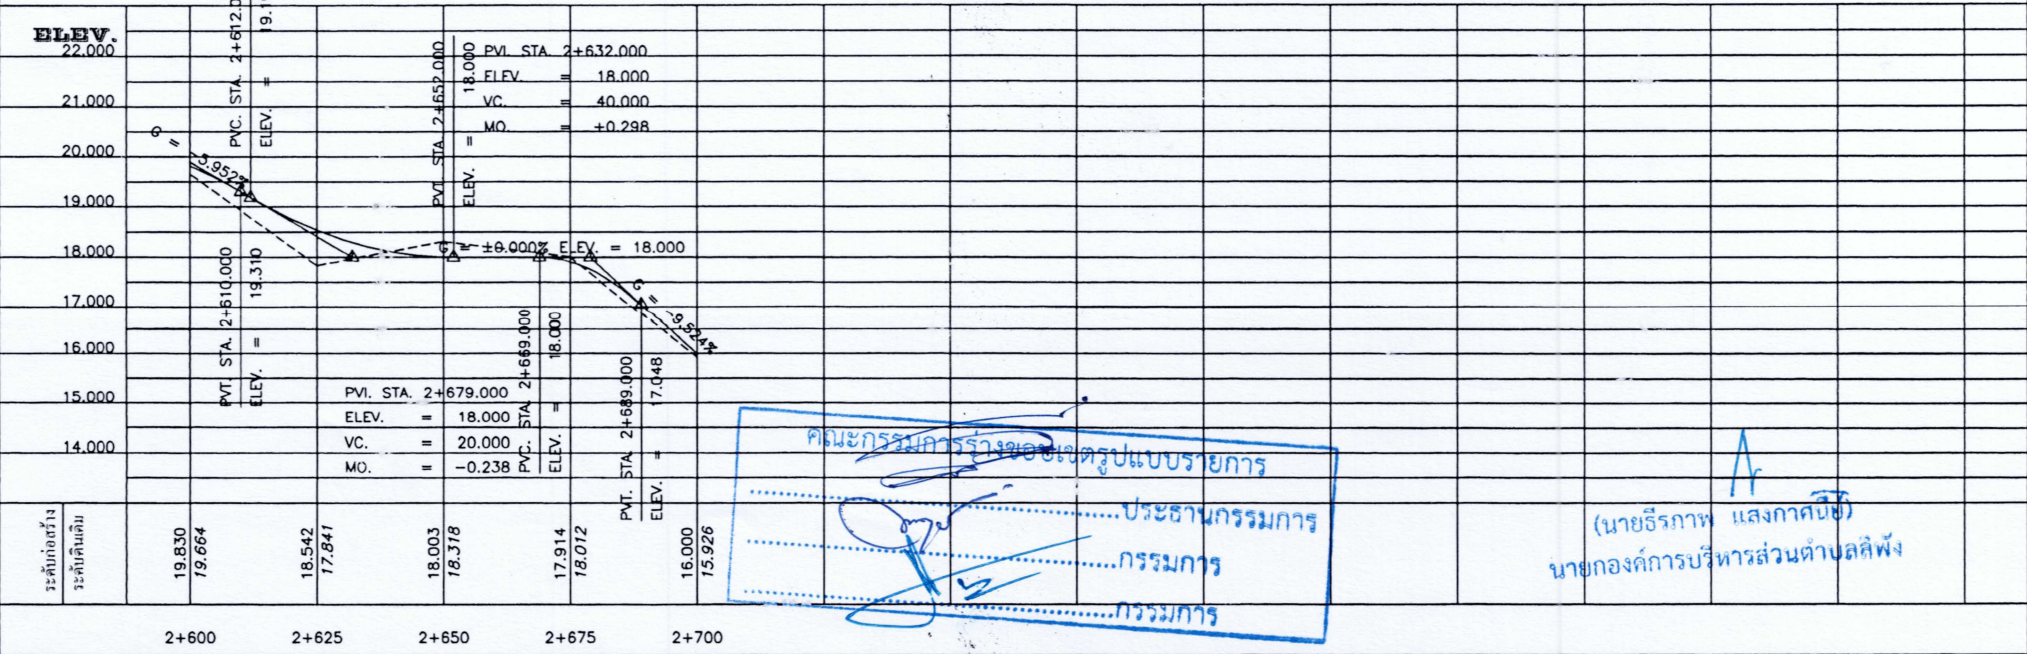 ELEV.
22.000
21.000
20.000
19.000
18.000
17.000
16.000
15.000
14.000
PVC. STA. 2+612.0
ELEV. = 19.1
PVT. STA. 2+652.000
ELEV. = 18.000
PVI. STA. 2+632.000
ELEV. = 18.000
VC. = 40.000
MO. = +0.298
G = -5.952%
G = ±0.000% ELEV. = 18.000
G = -9.524%
PVT. STA. 2+610.000
ELEV. = 19.310
PVI. STA. 2+679.000
ELEV. = 18.000
VC. = 20.000
MO. = -0.238
PVC. STA. 2+669.000
ELEV. = 18.000
PVT. STA. 2+689.000
ELEV. = 17.048
ระดับก่อสร้าง
ระดับดินเดิม
19.830
19.664
18.542
17.841
18.003
18.318
17.914
18.012
16.000
15.926
2+600 2+625 2+650 2+675 2+700
คณะกรรมการร่างขอบเขตรูปแบบรายการ
ประธานกรรมการ
กรรมการ
กรรมการ
(นายธีรภาพ
นายกองค์การบริหารส่วนตำบลลิพัง